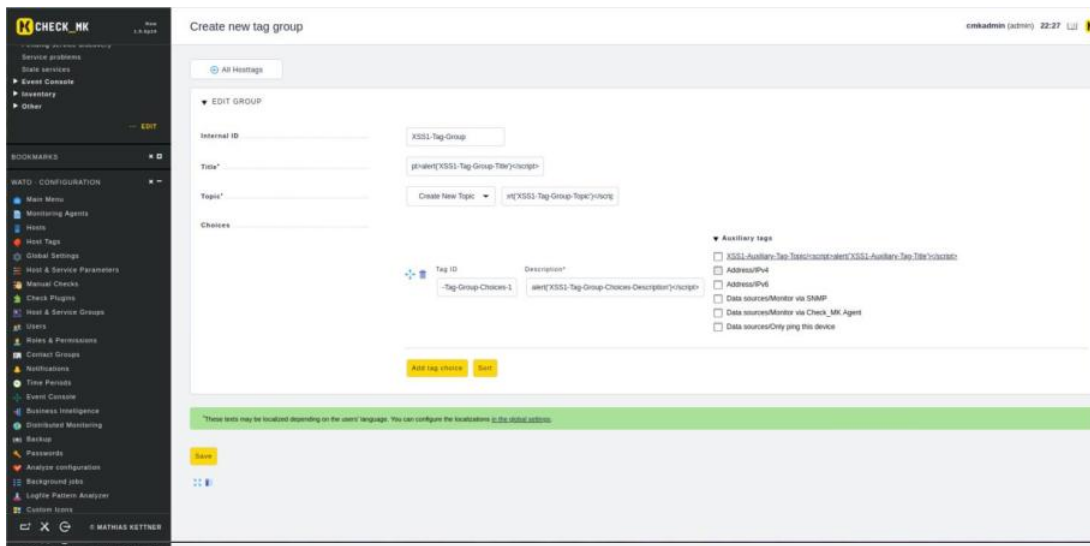 CHECK_MK
Create new tag group
cmkadmin (admin) 22:27
Service problems
Stale services
Event Console
Inventory
Other
EDIT
BOOKMARKS
WATO · CONFIGURATION
Main Menu
Monitoring Agents
Hosts
Host Tags
Global Settings
Host & Service Parameters
Manual Checks
Check Plugins
Host & Service Groups
Users
Roles & Permissions
Contact Groups
Notifications
Time Periods
Event Console
Business Intelligence
Distributed Monitoring
Backup
Passwords
Analyze configuration
Background jobs
Logfile Pattern Analyzer
Custom Icons
© MATHIAS KETTNER
All Hosttags
EDIT GROUP
Internal ID
XSS1-Tag-Group
Title*
pt>alert('XSS1-Tag-Group-Title')</script>
Topic*
Create New Topic
'XSS1-Tag-Group-Topic')</scrip
Choices
Tag ID
-Tag-Group-Choices-1
Description*
alert('XSS1-Tag-Group-Choices-Description')</script>
Auxiliary tags
XSS1-Auxiliary-Tag-Topic/<script>alert('XSS1-Auxiliary-Tag-Title')</script>
Address/IPv4
Address/IPv6
Data sources/Monitor via SNMP
Data sources/Monitor via Check_MK Agent
Data sources/Only ping this device
Add tag choice
Sort
*These texts may be localized depending on the users' language. You can configure the localizations in the global settings.
Save